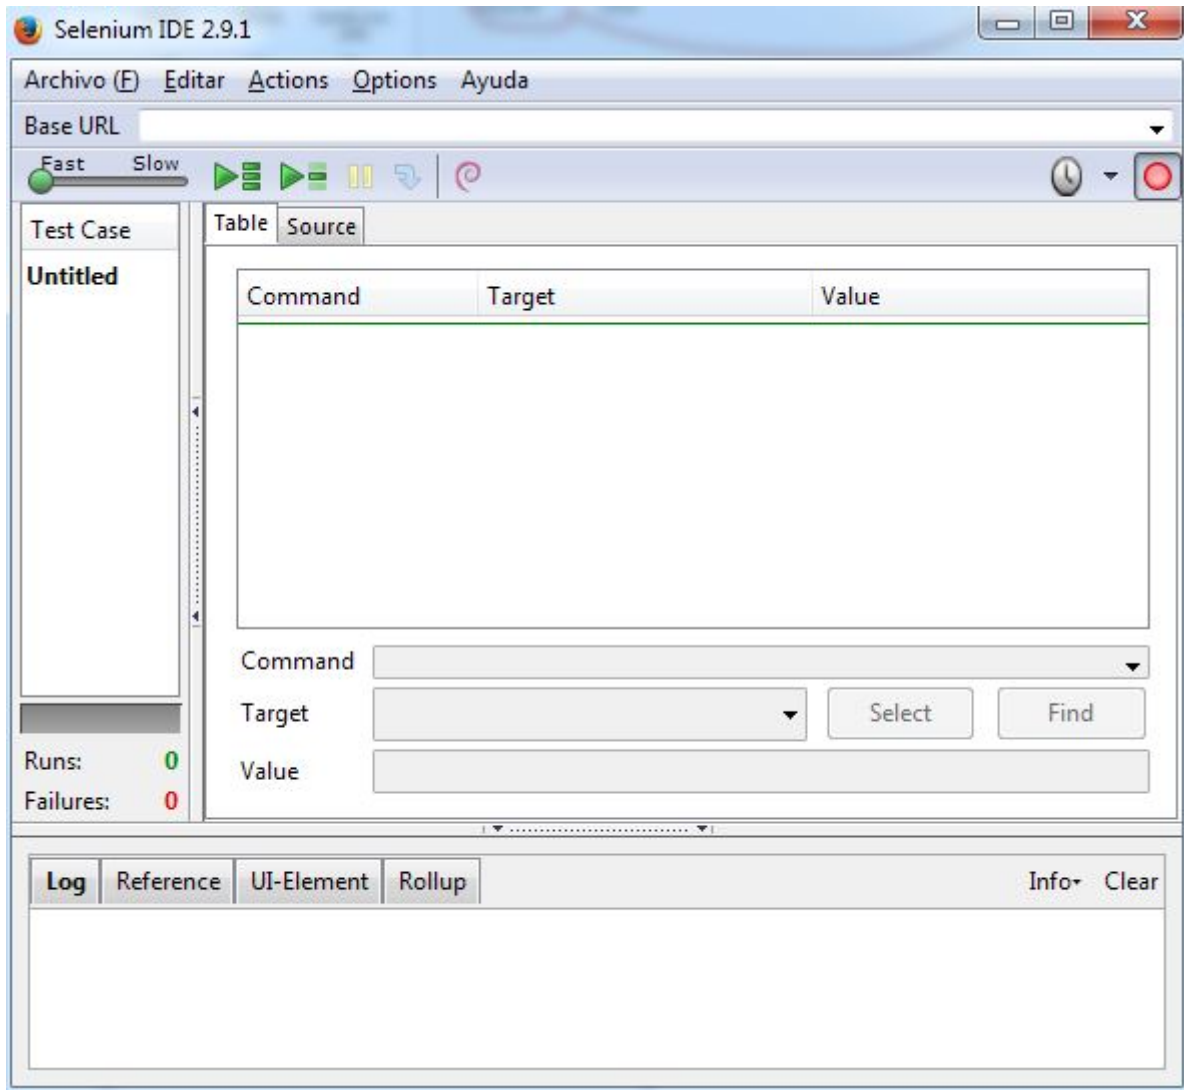 Selenium IDE 2.9.1
Archivo (F) Editar Actions Options Ayuda
Base URL
Fast Slow
Test Case
Untitled
Table Source
Command Target Value
Command
Target Select Find
Value
Runs: 0
Failures: 0
Log Reference UI-Element Rollup Info Clear